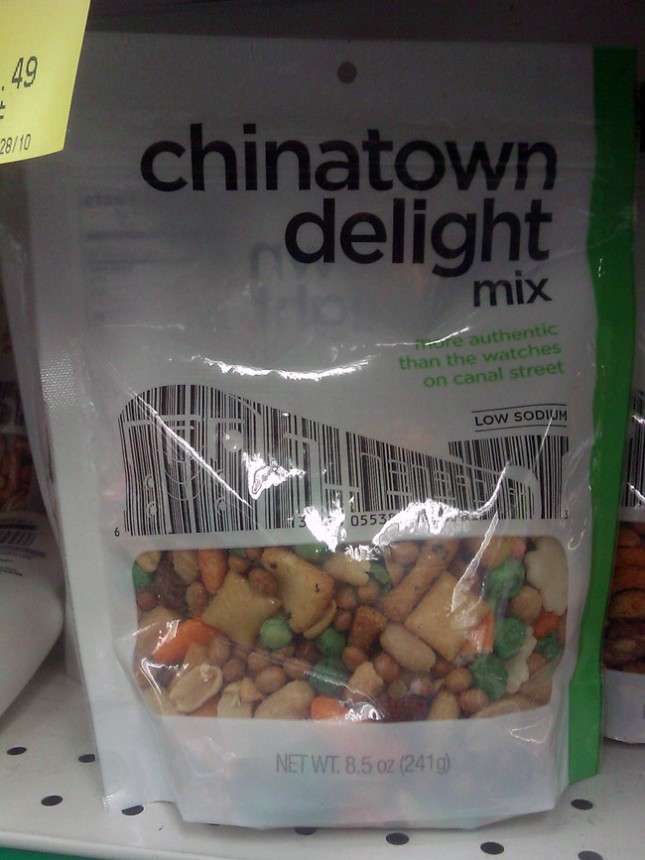 .49
28/10
chinatown
delight
mix
more authentic
than the watches
on canal street
LOW SODIUM
6
NET WT. 8.5 oz (241g)